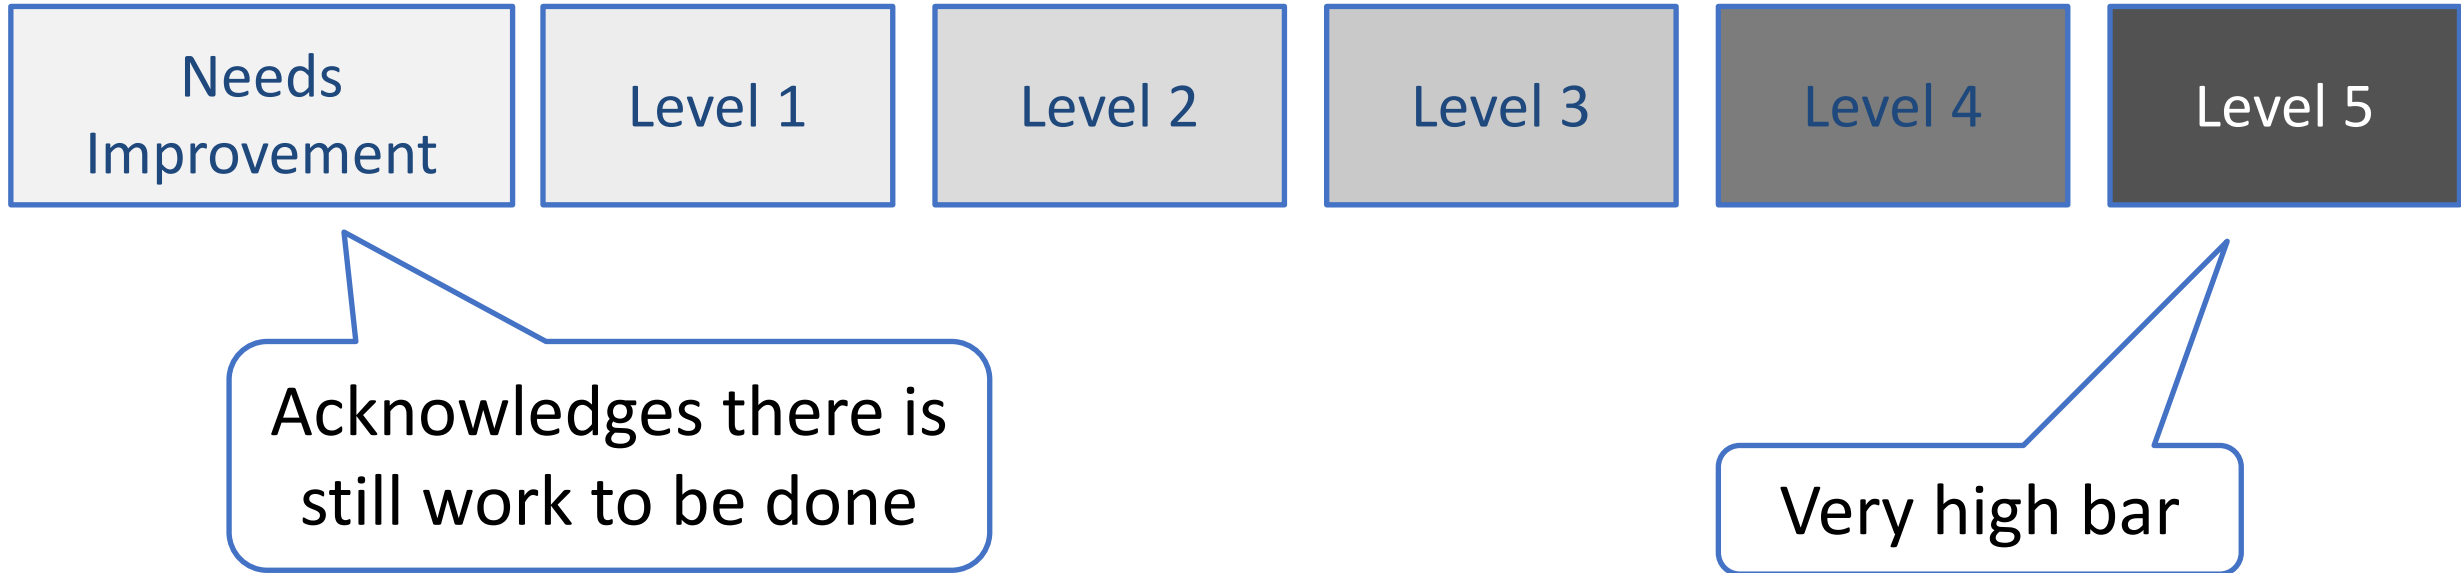 Needs
Improvement
Level 1
Level 2
Level 3
Level 4
Level 5
Acknowledges there is
still work to be done
Very high bar